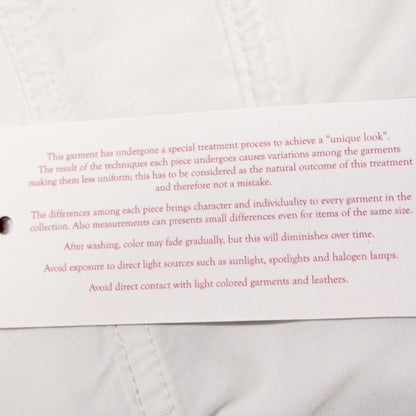 This garment has undergone a special treatment process to achieve a "unique look".
The result of the techniques each piece undergoes causes variations among the garments
making them less uniform; this has to be considered as the natural outcome of this treatment
and therefore not a mistake.
The differences among each piece brings character and individuality to every garment in the
collection. Also measurements can presents small differences even for items of the same size.
After washing, color may fade gradually, but this will diminishes over time.
Avoid exposure to direct light sources such as sunlight, spotlights and halogen lamps.
Avoid direct contact with light colored garments and leathers.